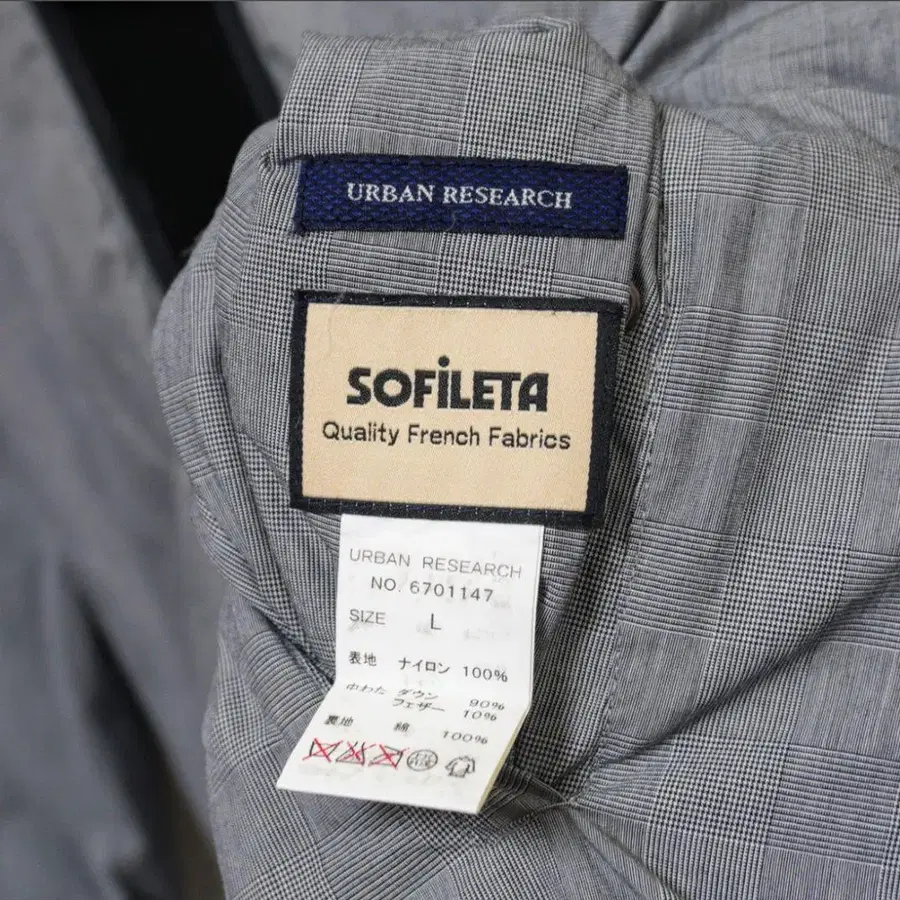 URBAN RESEARCH
SOFiLETA
Quality French Fabrics
URBAN RESEARCH
NO. 6701147
SIZE L
表地 ナイロン 100%
中わた ダウン 90%
フェザー 10%
裏地 綿 100%